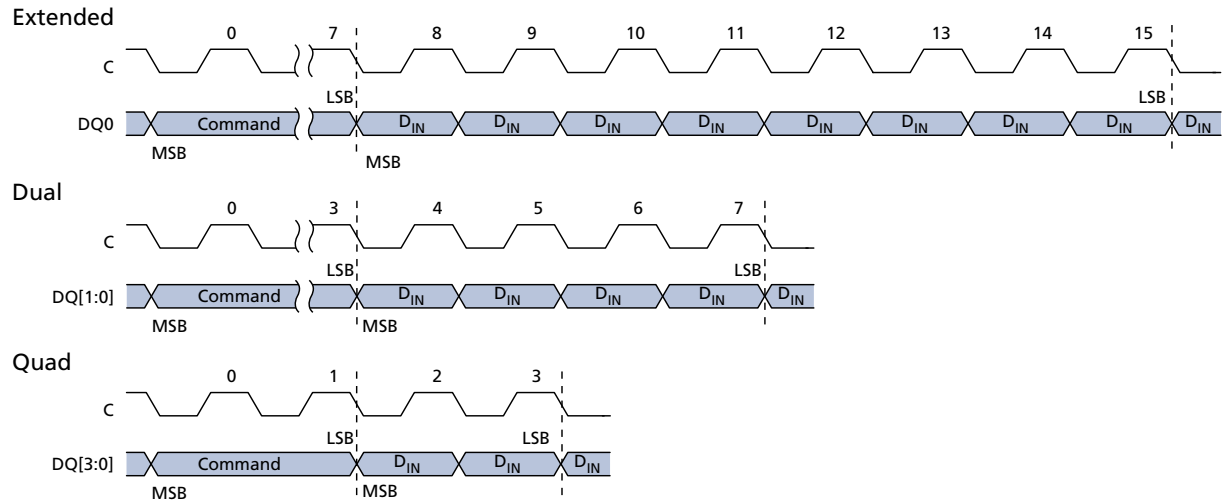 Extended
0 7 8 9 10 11 12 13 14 15
C
LSB LSB
DQ0 Command DIN DIN DIN DIN DIN DIN DIN DIN DIN
MSB MSB
Dual
0 3 4 5 6 7
C
LSB LSB
DQ[1:0] Command DIN DIN DIN DIN DIN
MSB MSB
Quad
0 1 2 3
C
LSB LSB
DQ[3:0] Command DIN DIN DIN
MSB MSB